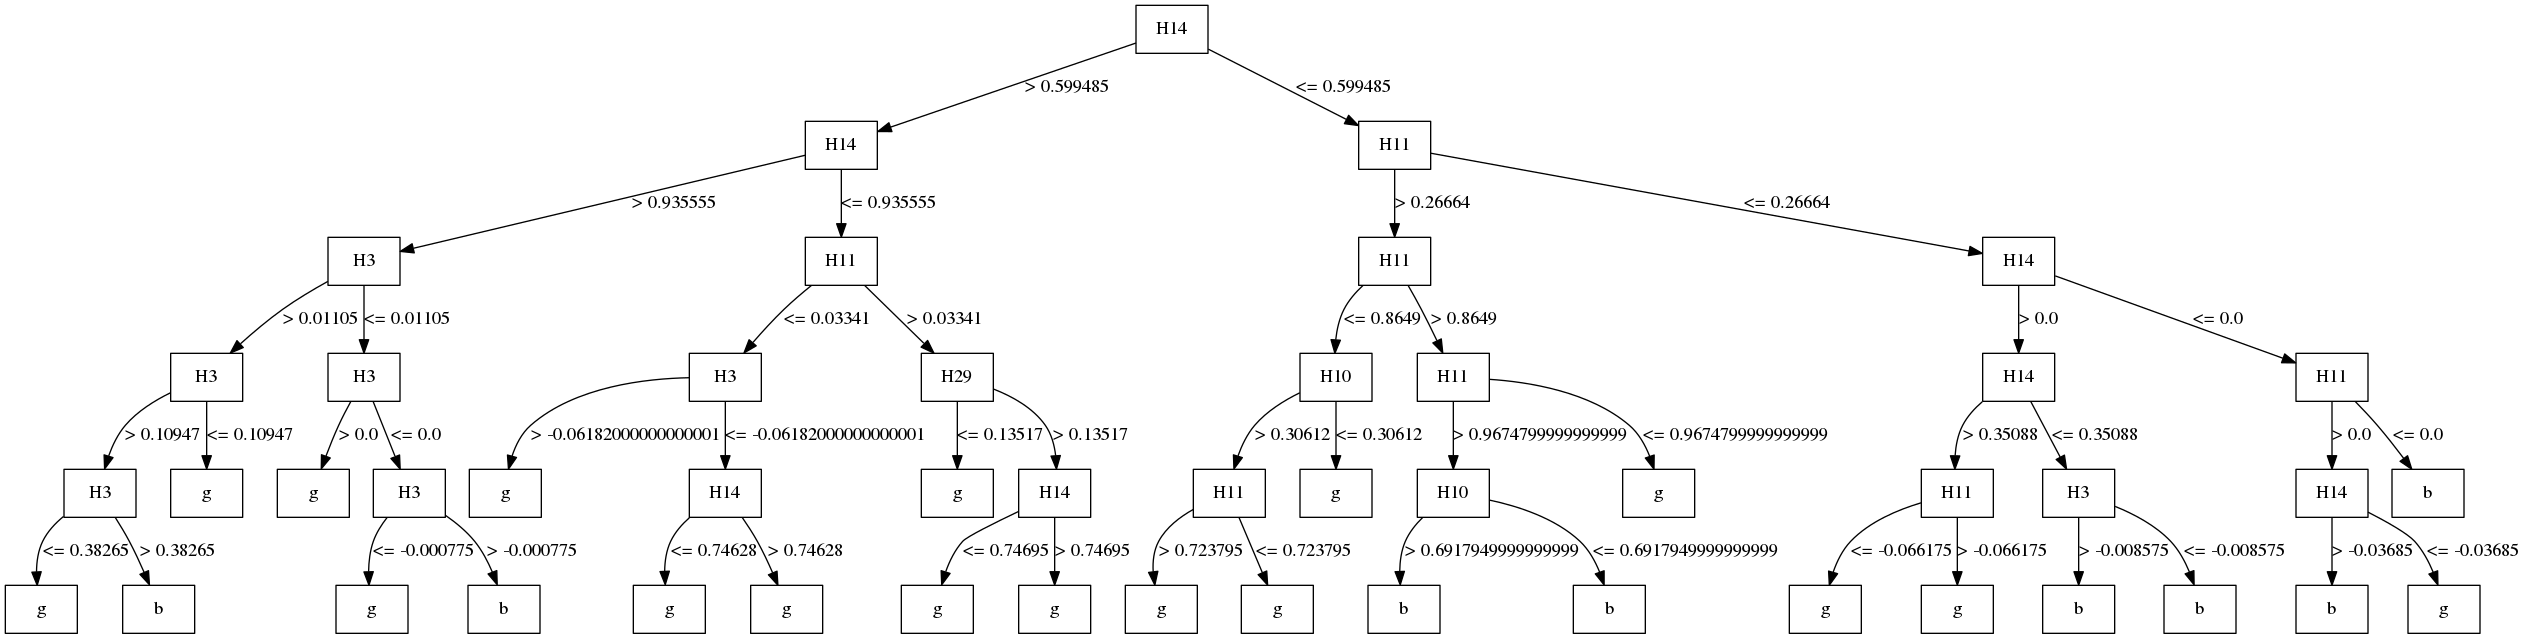 H14
> 0.599485 <= 0.599485
H14 H11
> 0.935555 <= 0.935555 > 0.26664 <= 0.26664
H3 H11 H11 H14
> 0.01105 <= 0.01105 <= 0.03341 > 0.03341 <= 0.8649 > 0.8649 > 0.0 <= 0.0
H3 H3 H3 H29 H10 H11 H14 H11
> 0.10947 <= 0.10947 > 0.0 <= 0.0 > -0.06182000000000001 <= -0.06182000000000001 <= 0.13517 > 0.13517 > 0.30612 <= 0.30612 > 0.9674799999999999 <= 0.9674799999999999 > 0.35088 <= 0.35088 > 0.0 <= 0.0
H3 g g H3 g H14 g H14 H11 g H10 g H11 H3 H14 b
<= 0.38265 > 0.38265 <= -0.000775 > -0.000775 <= 0.74628 > 0.74628 <= 0.74695 > 0.74695 > 0.723795 <= 0.723795 > 0.6917949999999999 <= 0.6917949999999999 <= -0.066175 > -0.066175 > -0.008575 <= -0.008575 > -0.03685 <= -0.03685
g b g b g g g g g g b b g g b b b g